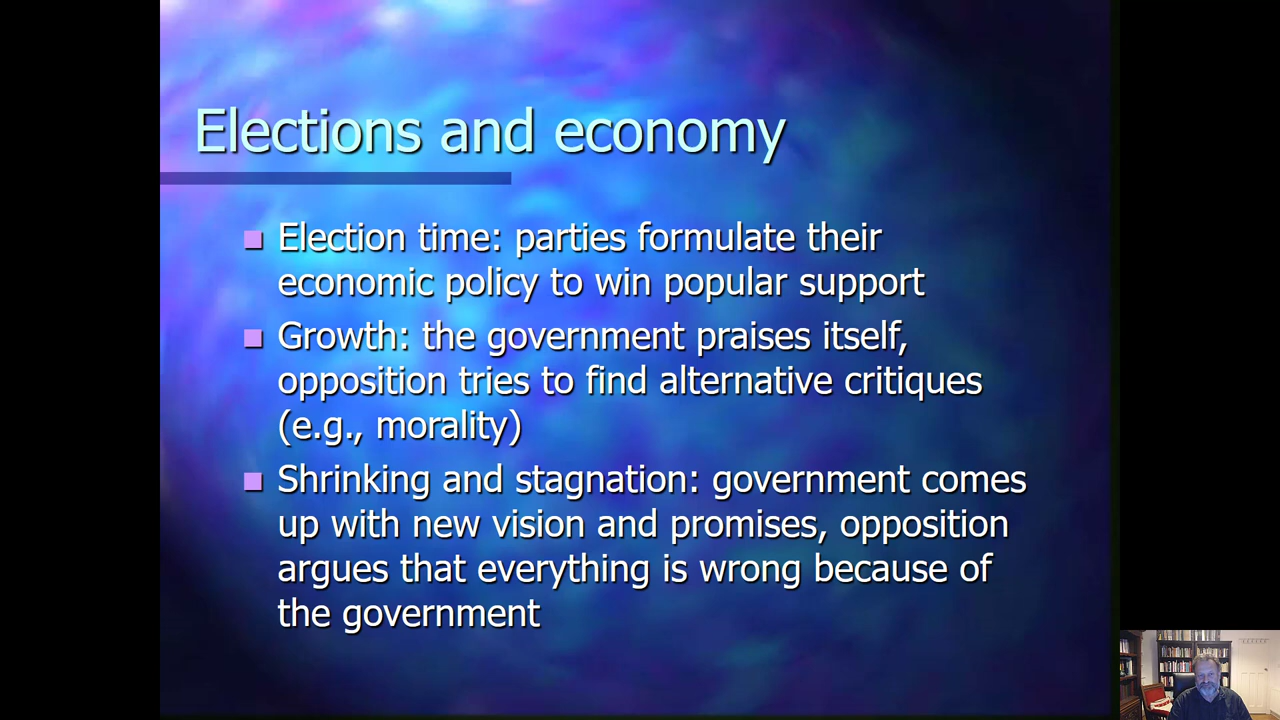 Elections and economy
Election time: parties formulate their
economic policy to win popular support
Growth: the government praises itself,
opposition tries to find alternative critiques
(e.g., morality)
Shrinking and stagnation: government comes
up with new vision and promises, opposition
argues that everything is wrong because of
the government